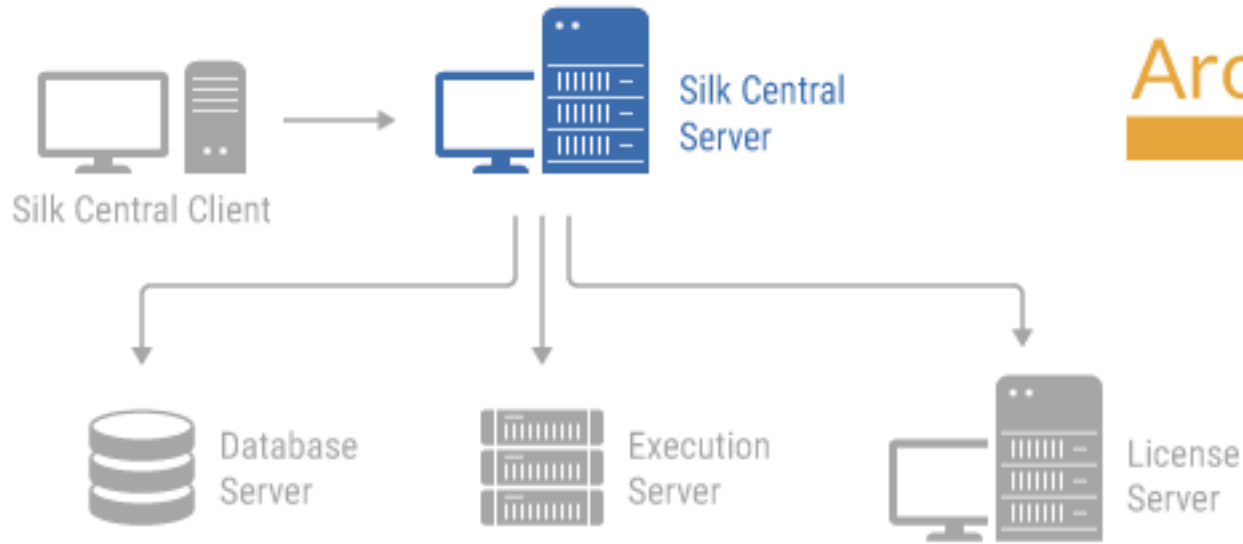 Silk Central
Server
Silk Central Client
Database
Server
Execution
Server
License
Server